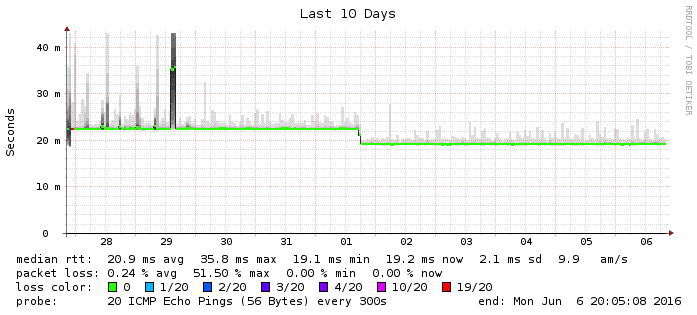 Last 10 Days
RRDTOOL / TOBI OETIKER
Seconds
40 m
30 m
20 m
10 m
0
28 29 30 31 01 02 03 04 05 06
median rtt: 20.9 ms avg 35.8 ms max 19.1 ms min 19.2 ms now 2.1 ms sd 9.9 am/s
packet loss: 0.24 % avg 51.50 % max 0.00 % min 0.00 % now
loss color: 0 1/20 2/20 3/20 4/20 10/20 19/20
probe: 20 ICMP Echo Pings (56 Bytes) every 300s end: Mon Jun 6 20:05:08 2016